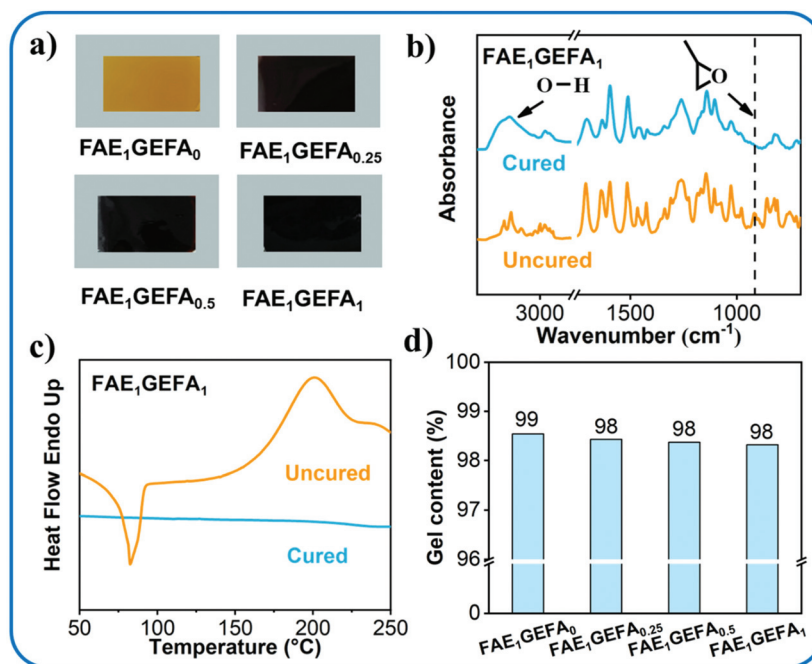 a)
FAE₁GEFA₀
FAE₁GEFA₀.₂₅
FAE₁GEFA₀.₅
FAE₁GEFA₁
b)
FAE₁GEFA₁
O–H
O
Cured
Uncured
Absorbance
3000
1500
1000
Wavenumber (cm⁻¹)
c)
FAE₁GEFA₁
Uncured
Cured
Heat Flow Endo Up
50
100
150
200
250
Temperature (°C)
d)
100
99
98
97
96
0
99
98
98
98
Gel content (%)
FAE₁GEFA₀
FAE₁GEFA₀.₂₅
FAE₁GEFA₀.₅
FAE₁GEFA₁